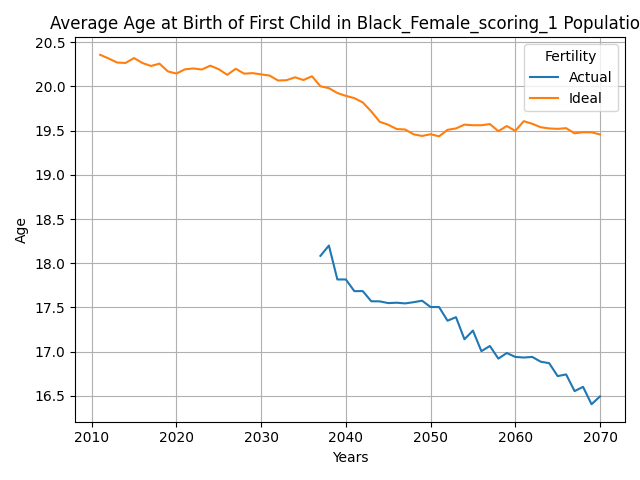 Average Age at Birth of First Child in Black_Female_scoring_1 Populatio
20.5
20.0
19.5
19.0
18.5
18.0
17.5
17.0
16.5
Age
Fertility
Actual
Ideal
2010 2020 2030 2040 2050 2060 2070
Years